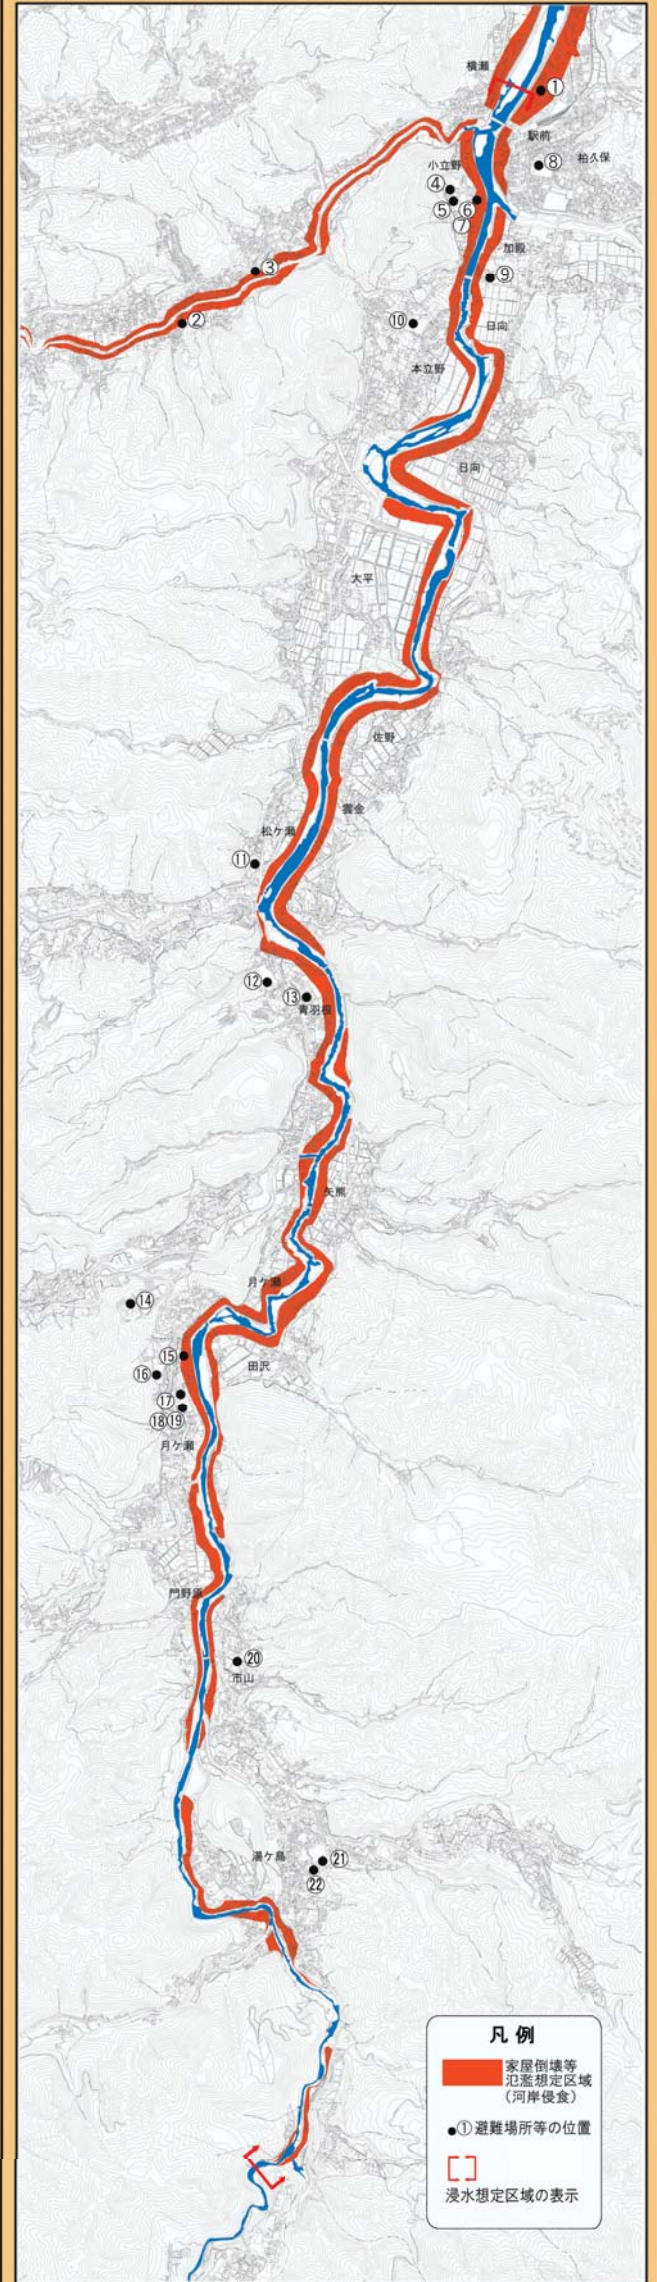 横瀬
①
駅前
⑧
柏久保
小立野
④
⑤
⑥
⑦
加殿
③
⑨
②
⑩
日向
本立野
日向
大平
佐野
雲金
松ケ瀬
⑪
⑫
⑬
青羽根
矢熊
月ケ瀬
⑭
⑮
田沢
⑯
⑰
⑱⑲
月ケ瀬
門野原
⑳
市山
湯ケ島
㉑
㉒
凡例
家屋倒壊等
氾濫想定区域
(河岸侵食)
●①避難場所等の位置
浸水想定区域の表示